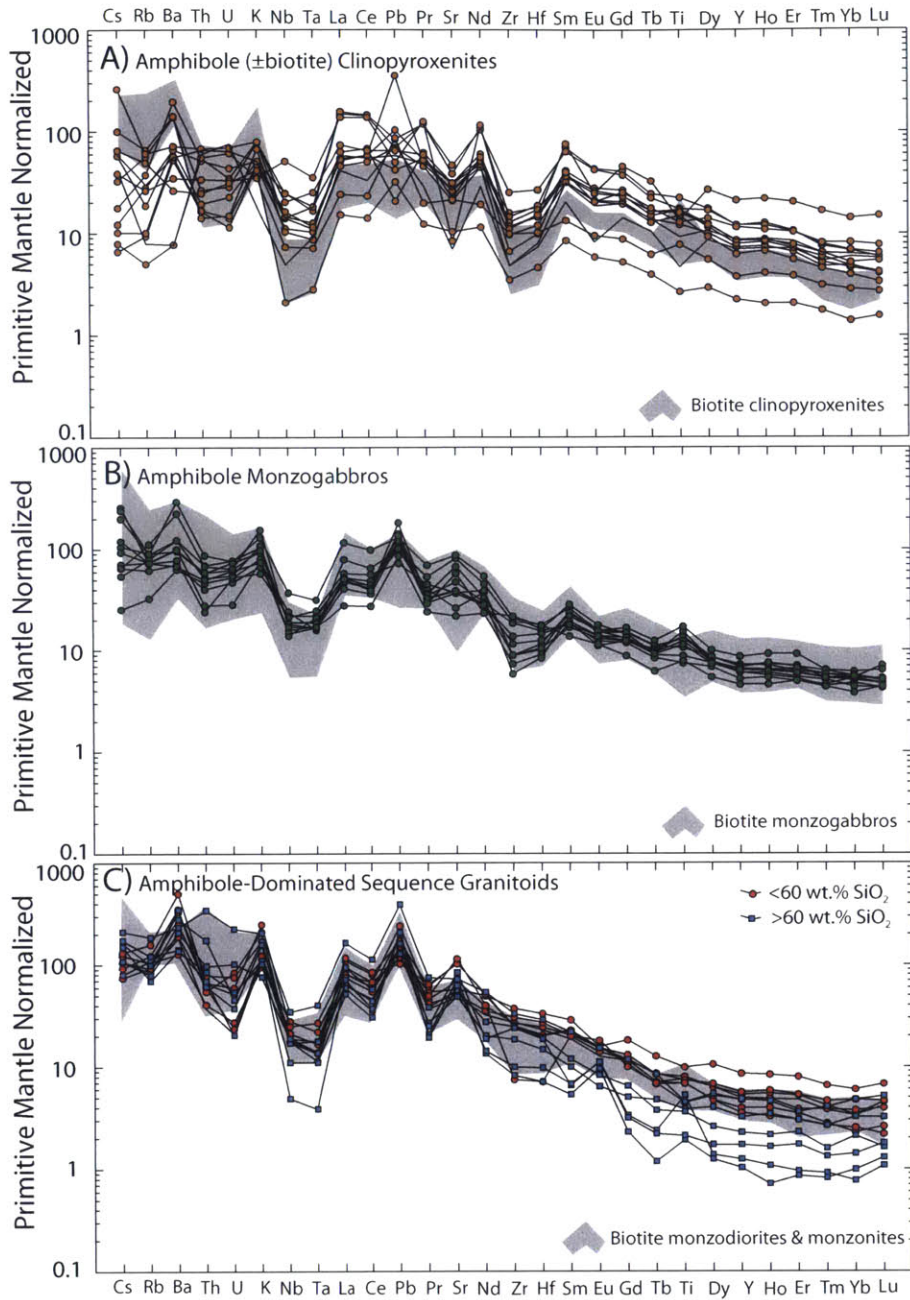 Cs Rb Ba Th U K Nb Ta La Ce Pb Pr Sr Nd Zr Hf Sm Eu Gd Tb Ti Dy Y Ho Er Tm Yb Lu
1000
A) Amphibole (±biotite) Clinopyroxenites
100
10
1
0.1
Primitive Mantle Normalized
Biotite clinopyroxenites
1000
B) Amphibole Monzogabbros
100
10
1
0.1
Primitive Mantle Normalized
Biotite monzogabbros
1000
C) Amphibole-Dominated Sequence Granitoids
<60 wt.% SiO₂
>60 wt.% SiO₂
100
10
1
0.1
Primitive Mantle Normalized
Biotite monzodiorites & monzonites
Cs Rb Ba Th U K Nb Ta La Ce Pb Pr Sr Nd Zr Hf Sm Eu Gd Tb Ti Dy Y Ho Er Tm Yb Lu